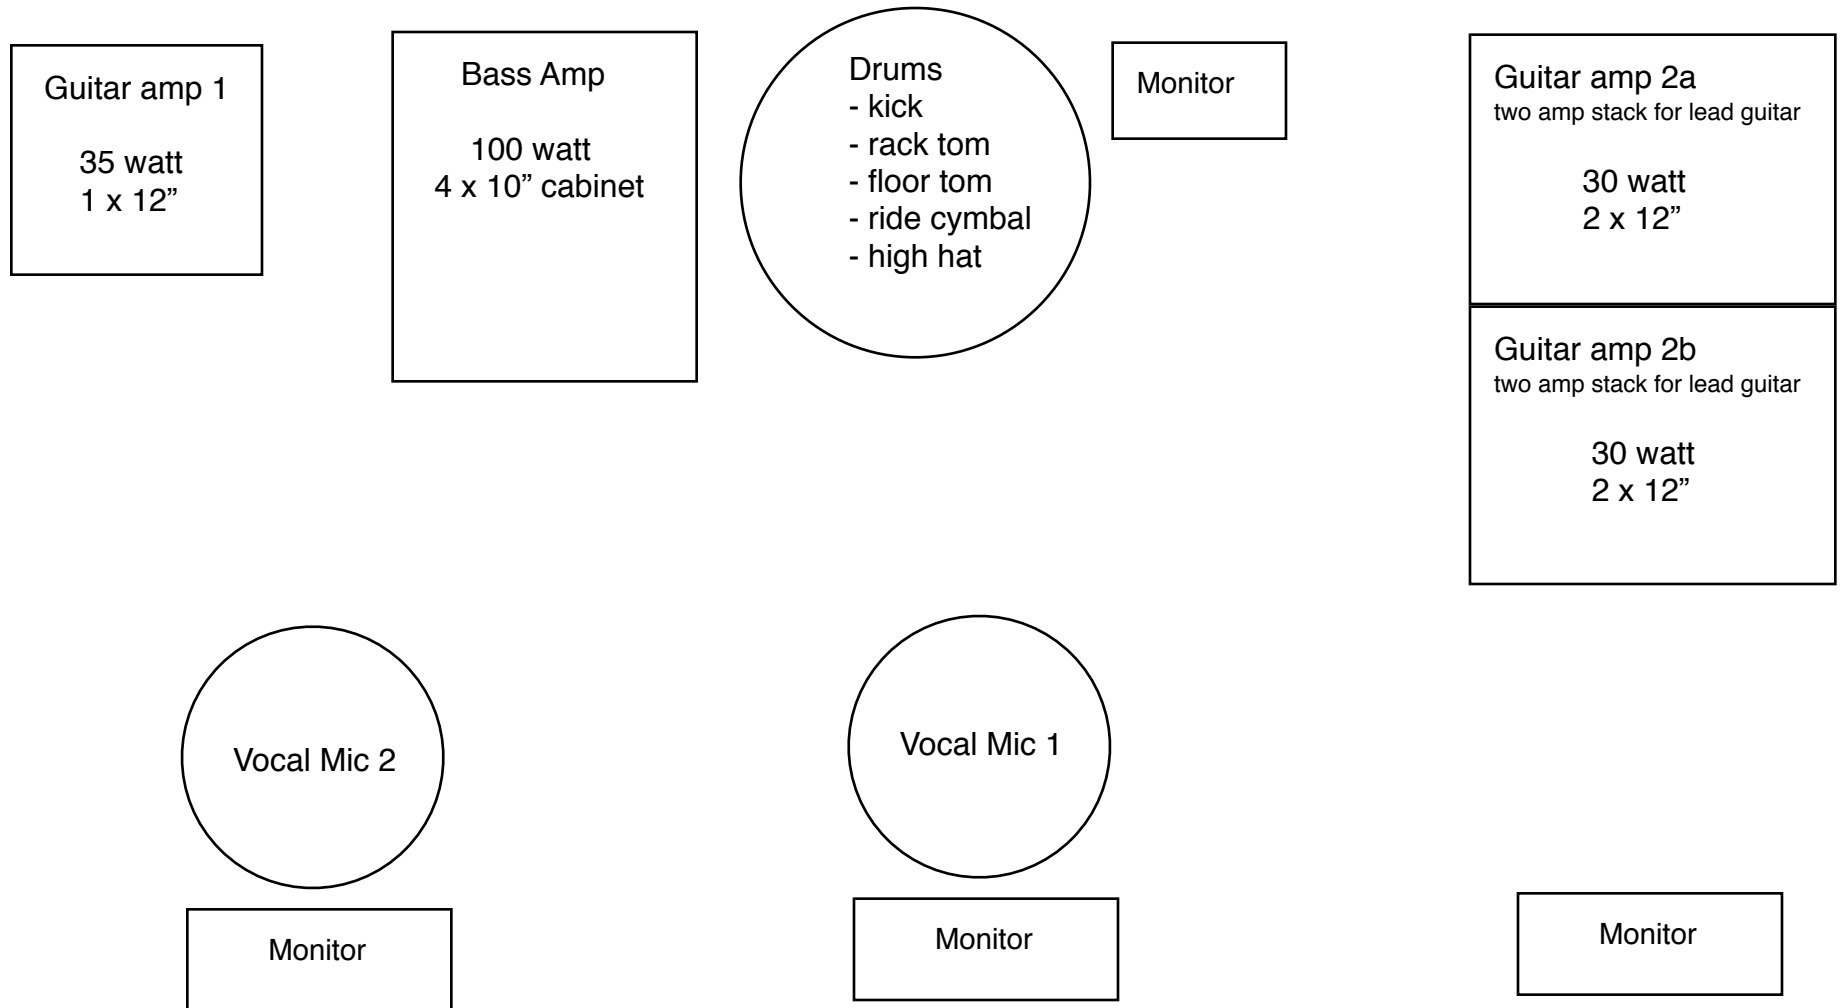 Guitar amp 1
35 watt
1 x 12”
Bass Amp
100 watt
4 x 10” cabinet
Drums
- kick
- rack tom
- floor tom
- ride cymbal
- high hat
Monitor
Guitar amp 2a
two amp stack for lead guitar
30 watt
2 x 12”
Guitar amp 2b
two amp stack for lead guitar
30 watt
2 x 12”
Vocal Mic 2
Vocal Mic 1
Monitor
Monitor
Monitor